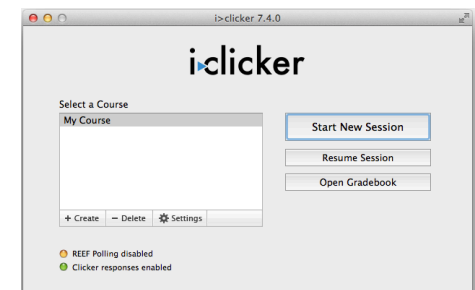 i>clicker 7.4.0
i>clicker
Select a Course
My Course
Start New Session
Resume Session
Open Gradebook
+ Create − Delete Settings
REEF Polling disabled
Clicker responses enabled